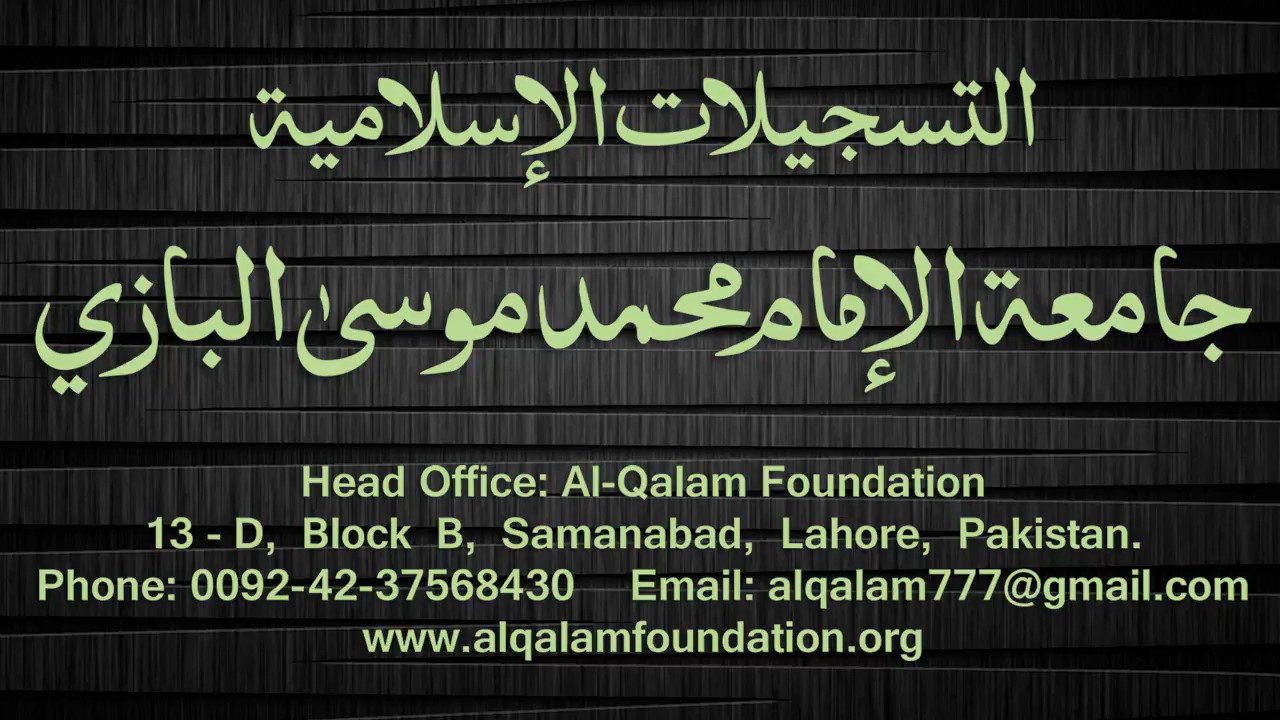 التسجيلات الإسلامية
جامعة الإمام محمد موسىٰ البازي
Head Office: Al-Qalam Foundation
13 - D, Block B, Samanabad, Lahore, Pakistan.
Phone: 0092-42-37568430 Email: alqalam777@gmail.com
www.alqalamfoundation.org